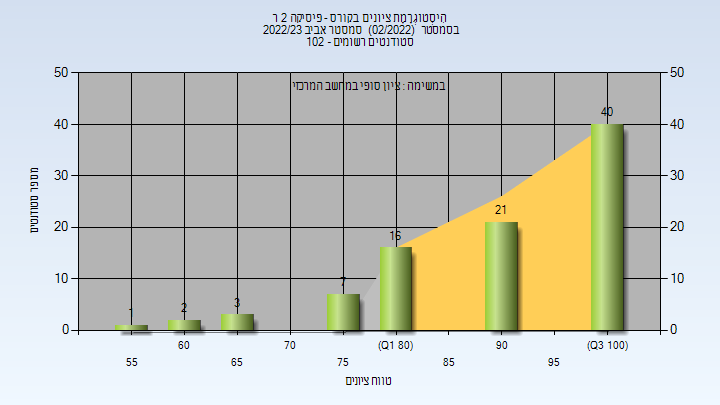 היסטוגרמת ציונים בקורס - פיסיקה 2 ר
בסמסטר (02/2022) סמסטר אביב 2022/23
סטודנטים רשומים - 102
במשימה : ציון סופי במחשב המרכזי
50 50
40 40
30 30
20 20
10 10
0 0
מספר סטודנטים
1 2 3 7 16 21 40
60 70 (Q1 80) 90 (Q3 100)
55 65 75 85 95
טווח ציונים